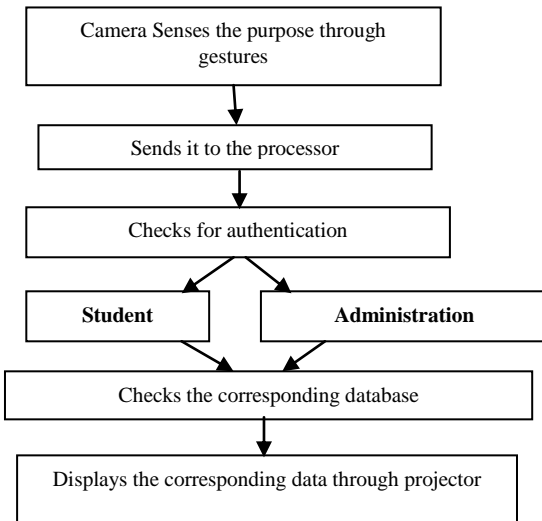 Camera Senses the purpose through
gestures
Sends it to the processor
Checks for authentication
Student
Administration
Checks the corresponding database
Displays the corresponding data through projector